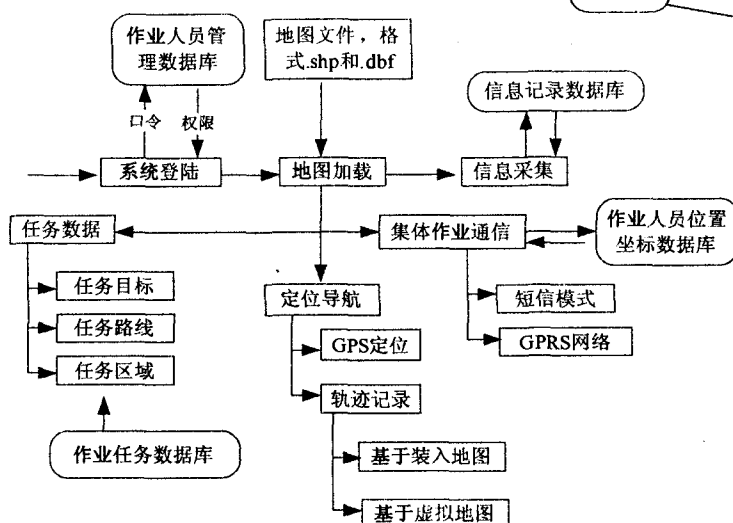 作业人员管
理数据库
地图文件，格
式.shp和.dbf
信息记录数据库
口令
权限
系统登陆
地图加载
信息采集
任务数据
集体作业通信
作业人员位置
坐标数据库
任务目标
任务路线
任务区域
定位导航
短信模式
GPRS网络
GPS定位
轨迹记录
作业任务数据库
基于装入地图
基于虚拟地图